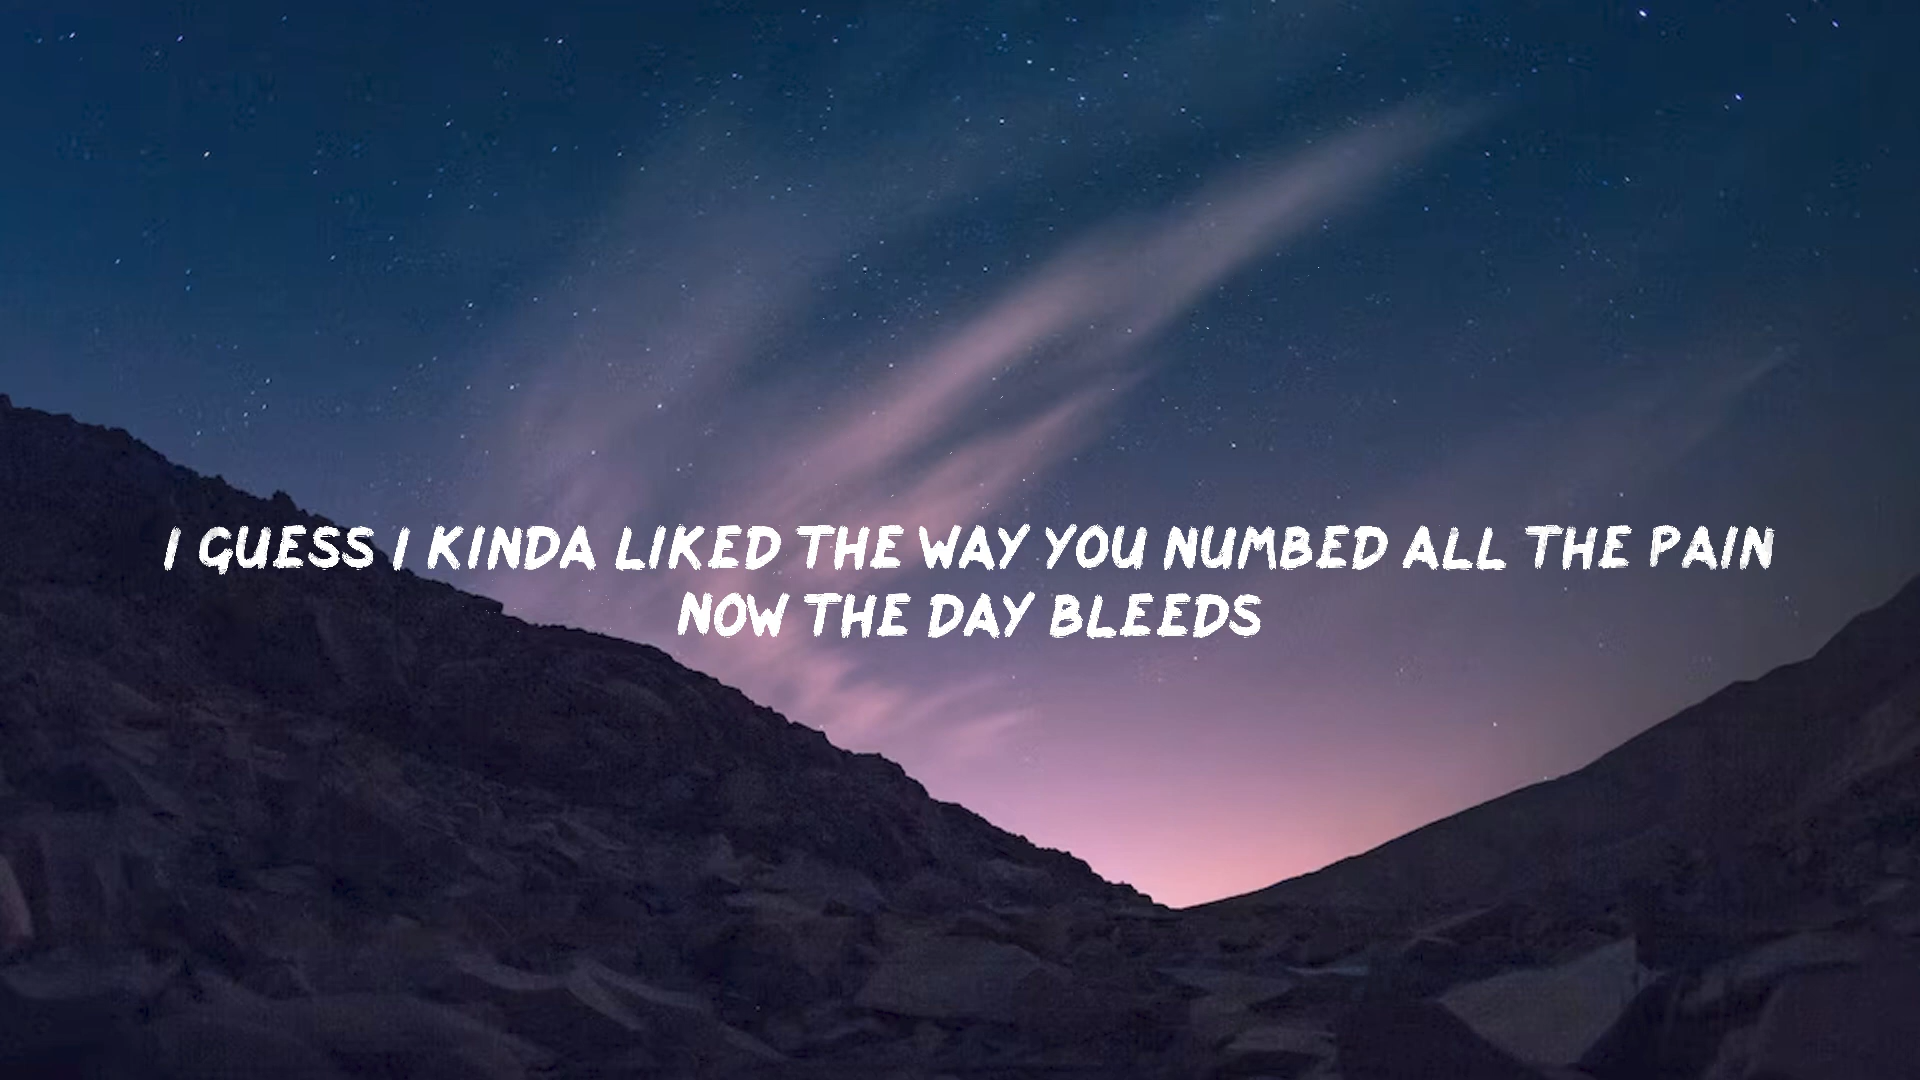 I GUESS I KINDA LIKED THE WAY YOU NUMBED ALL THE PAIN
NOW THE DAY BLEEDS